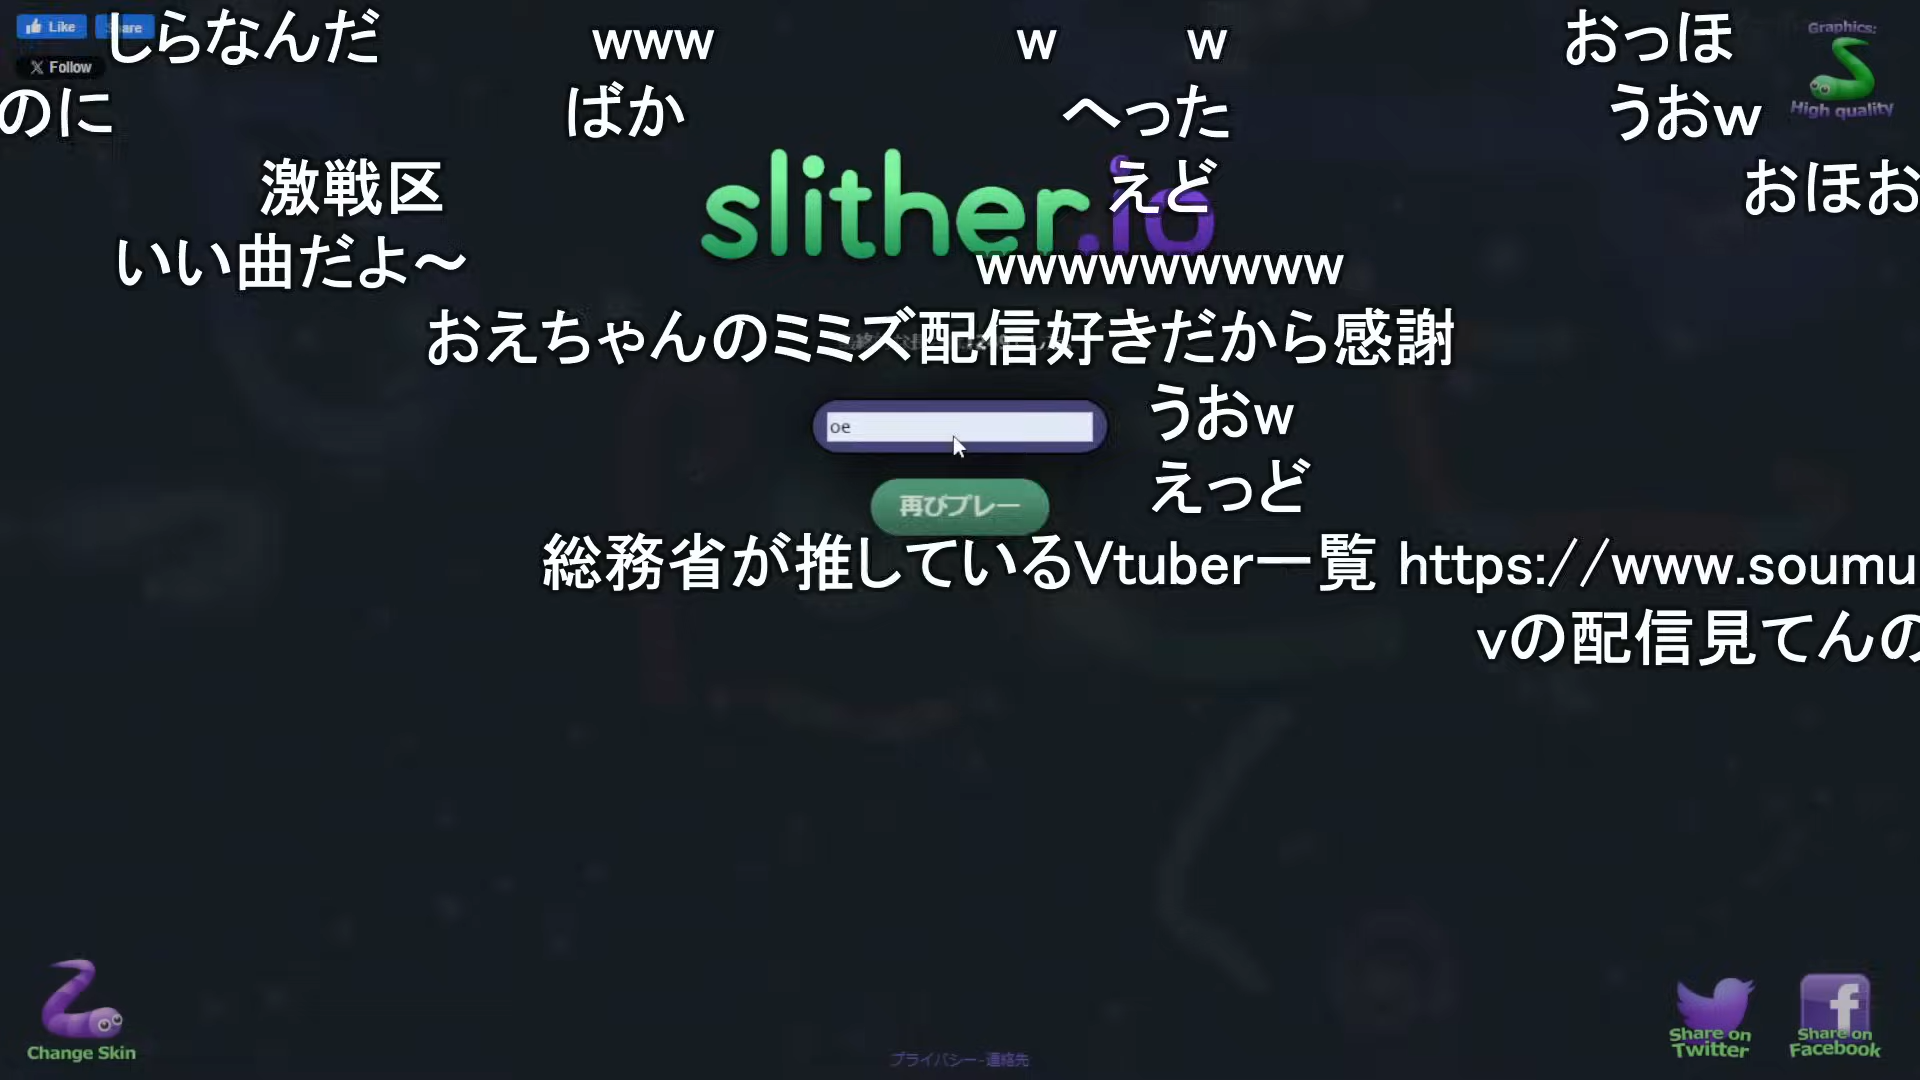 Like
Share
しらなんだ
www
w
w
おっほ
Graphics:
Follow
のに
ばか
へった
うおw
High quality
激戦区
slither.io
えど
おほお
いい曲だよ～
wwwwwwwww
おえちゃんのミミズ配信好きだから感謝
oe
うおw
再びプレー
えっど
総務省が推しているVtuber一覧 https://www.soumu
vの配信見てんの
Change Skin
プライバシー - 連絡先
Share on
Twitter
Share on
Facebook